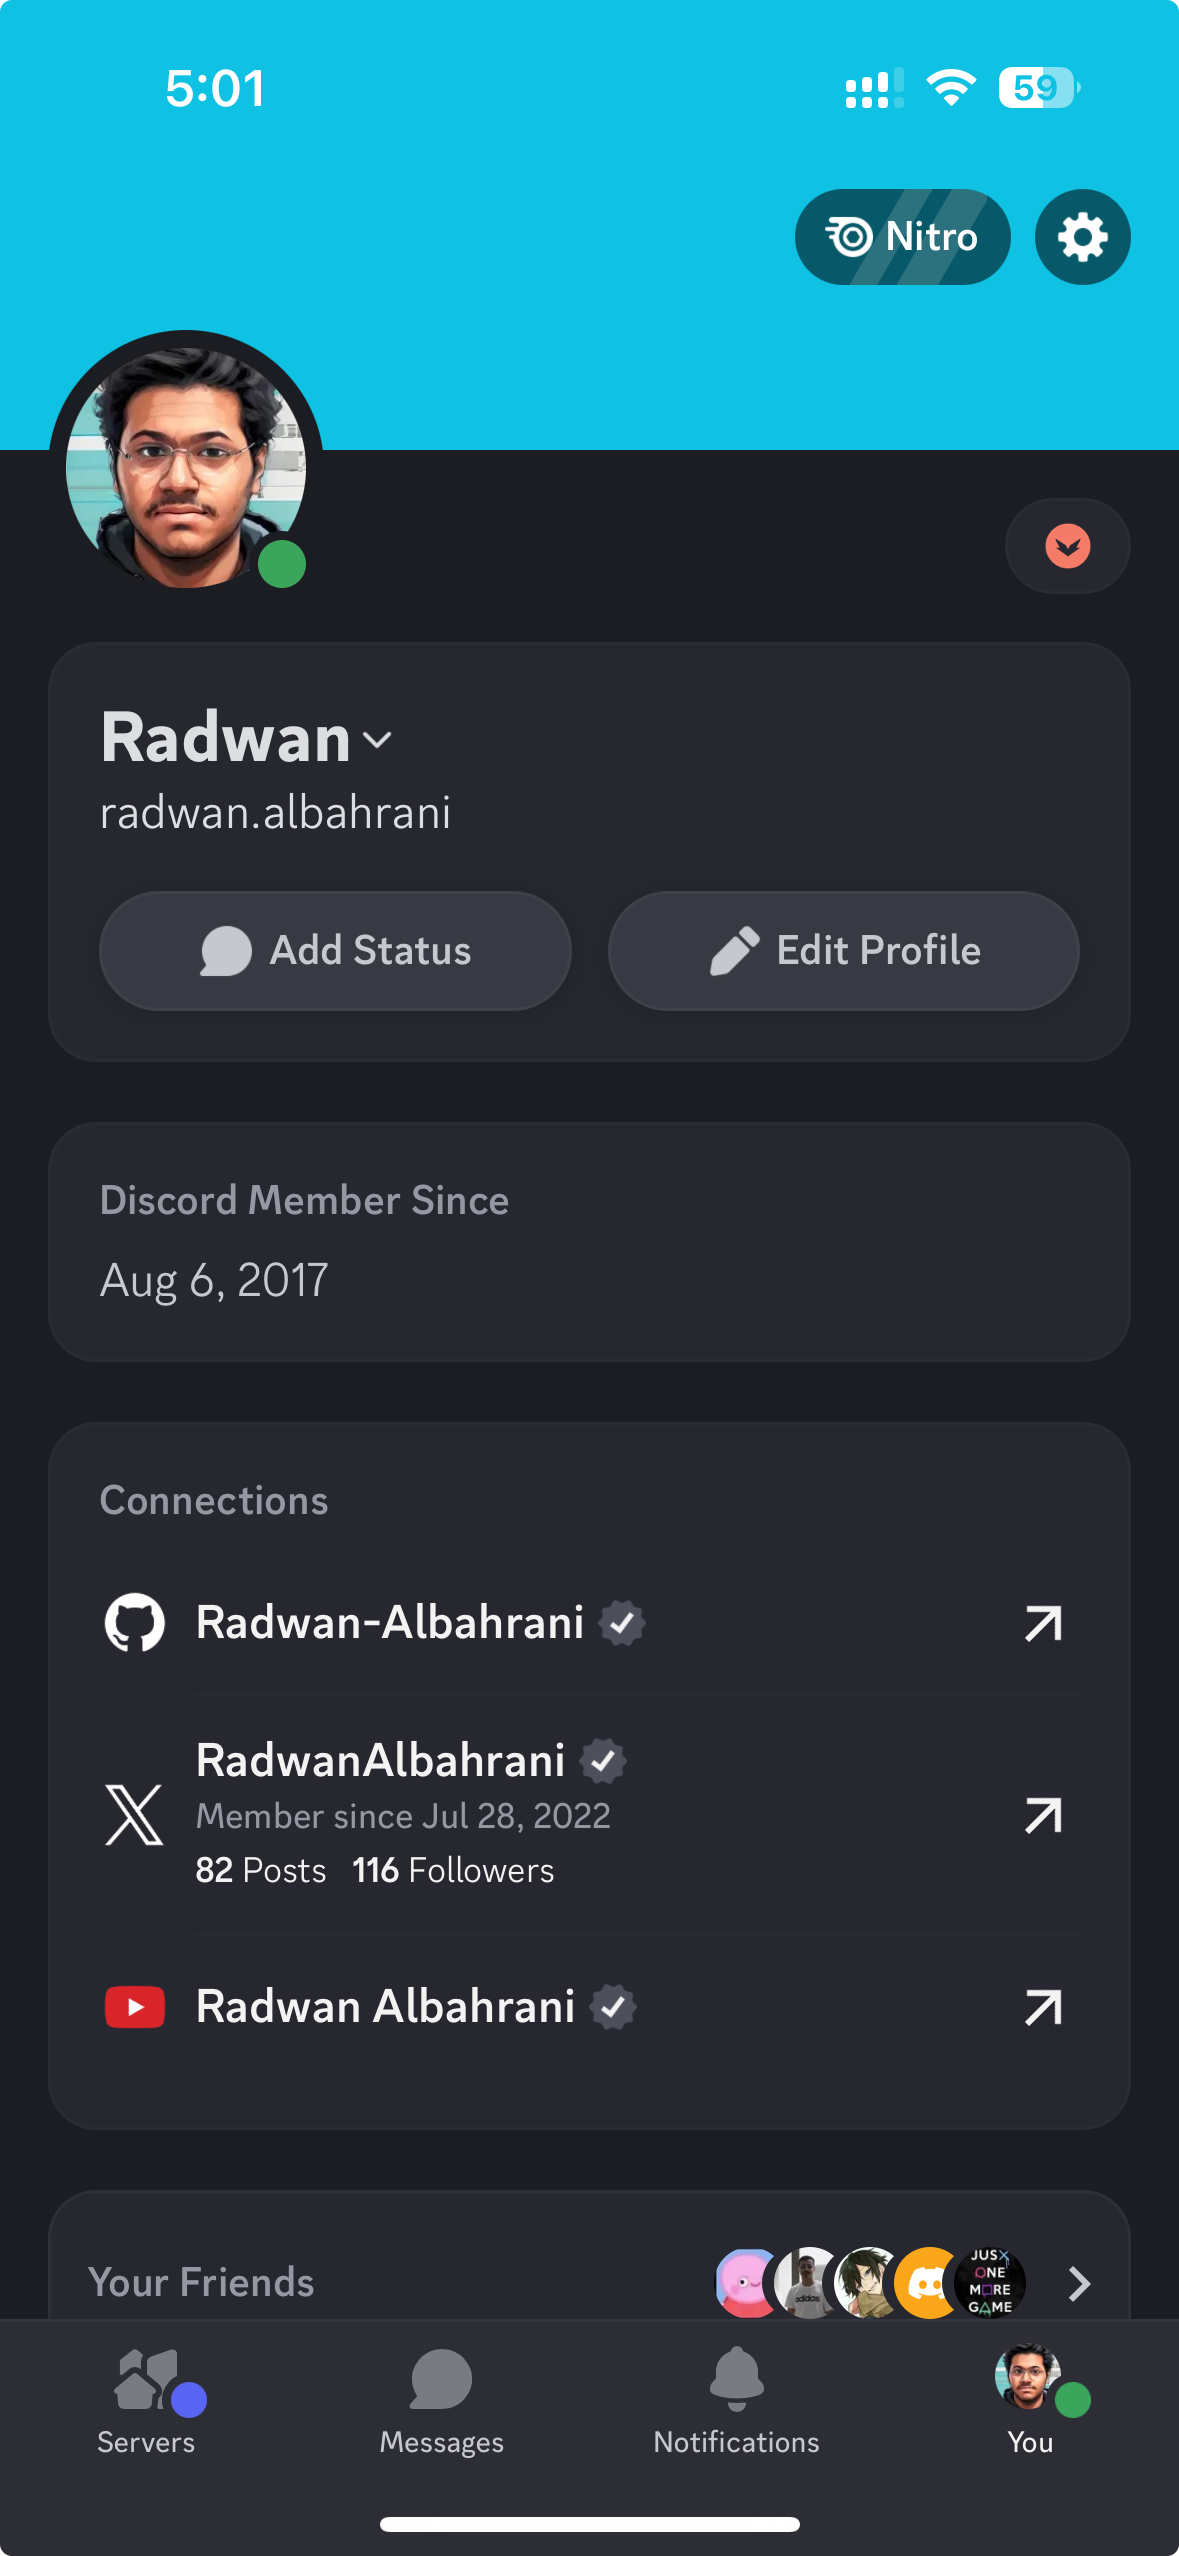 5:01
59
Nitro
Radwan
radwan.albahrani
Add Status
Edit Profile
Discord Member Since
Aug 6, 2017
Connections
Radwan-Albahrani
RadwanAlbahrani
Member since Jul 28, 2022
82 Posts 116 Followers
Radwan Albahrani
Your Friends
adidas
JUSX
ONE
MORE
GAME
Servers
Messages
Notifications
You